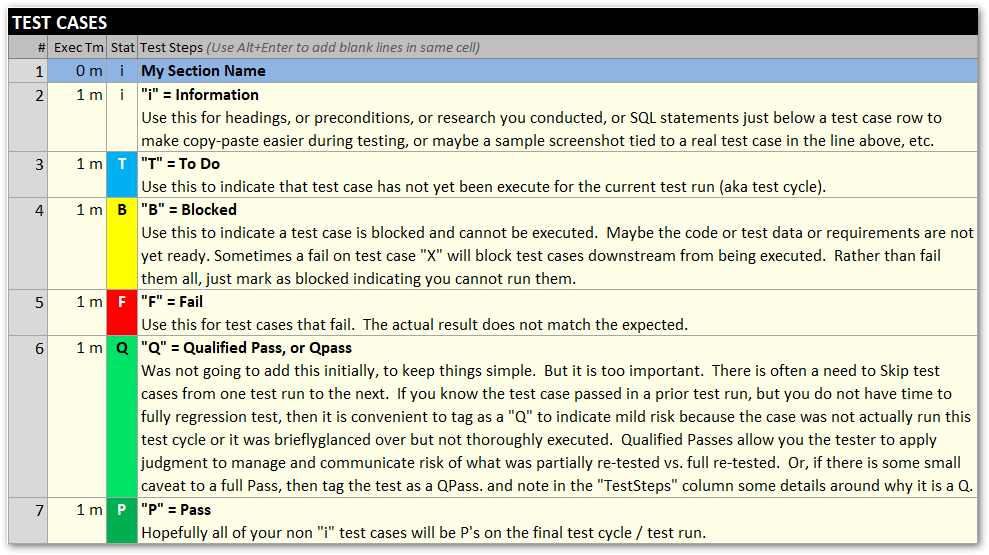 TEST CASES
# Exec Tm Stat Test Steps (Use Alt+Enter to add blank lines in same cell)
1 0 m i My Section Name
2 1 m i "i" = Information
Use this for headings, or preconditions, or research you conducted, or SQL statements just below a test case row to
make copy-paste easier during testing, or maybe a sample screenshot tied to a real test case in the line above, etc.
3 1 m T "T" = To Do
Use this to indicate that test case has not yet been execute for the current test run (aka test cycle).
4 1 m B "B" = Blocked
Use this to indicate a test case is blocked and cannot be executed.  Maybe the code or test data or requirements are not
yet ready. Sometimes a fail on test case "X" will block test cases downstream from being executed.  Rather than fail
them all, just mark as blocked indicating you cannot run them.
5 1 m F "F" = Fail
Use this for test cases that fail.  The actual result does not match the expected.
6 1 m Q "Q" = Qualified Pass, or Qpass
Was not going to add this initially, to keep things simple.  But it is too important.  There is often a need to Skip test
cases from one test run to the next.  If you know the test case passed in a prior test run, but you do not have time to
fully regression test, then it is convenient to tag as a "Q" to indicate mild risk because the case was not actually run this
test cycle or it was brieflyglanced over but not thoroughly executed.  Qualified Passes allow you the tester to apply
judgment to manage and communicate risk of what was partially re-tested vs. full re-tested.  Or, if there is some small
caveat to a full Pass, then tag the test as a QPass. and note in the "TestSteps" column some details around why it is a Q.
7 1 m P "P" = Pass
Hopefully all of your non "i" test cases will be P's on the final test cycle / test run.